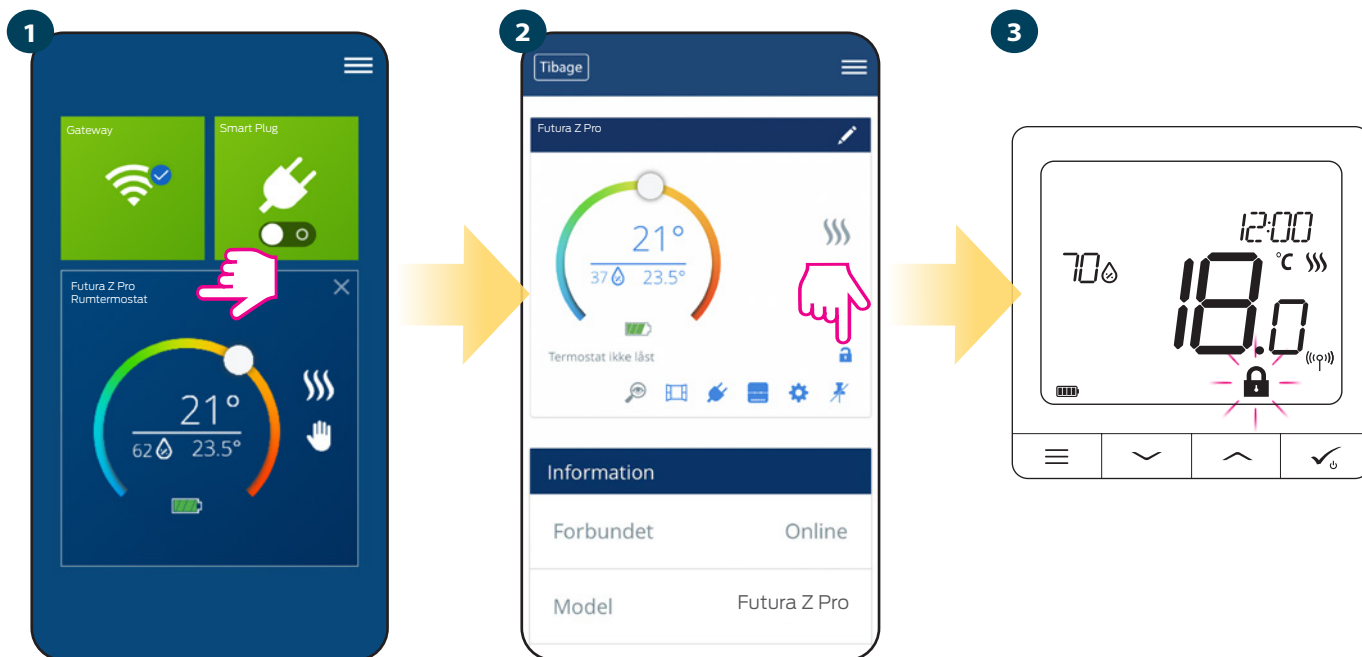 1
Gateway
Smart Plug
Futura Z Pro
Rumtermostat
21°
62 23.5°
2
Tibage
Futura Z Pro
21°
37 23.5°
Termostat ikke låst
Information
Forbundet Online
Model Futura Z Pro
3
12:00
70
°C
18.0